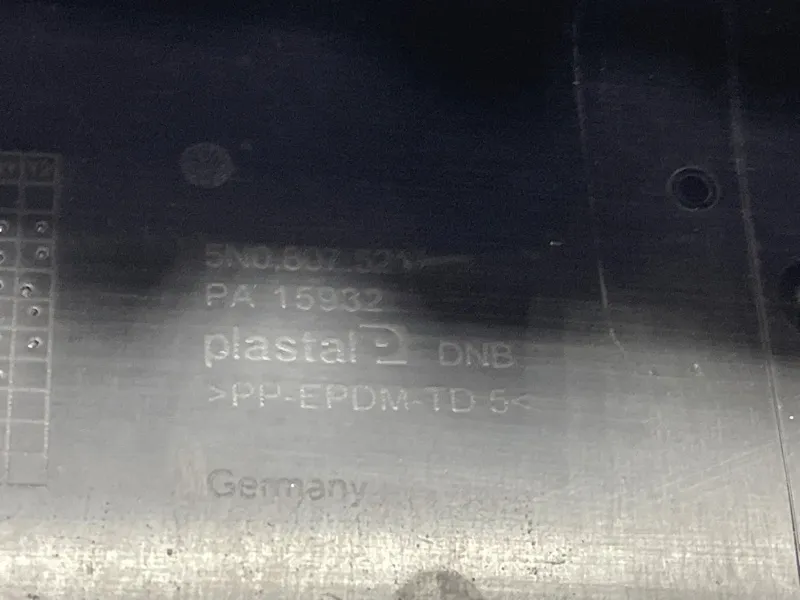 5N0.807.521
PA 15932
plastal DNB
>PP-EPDM-TD 5<
Germany